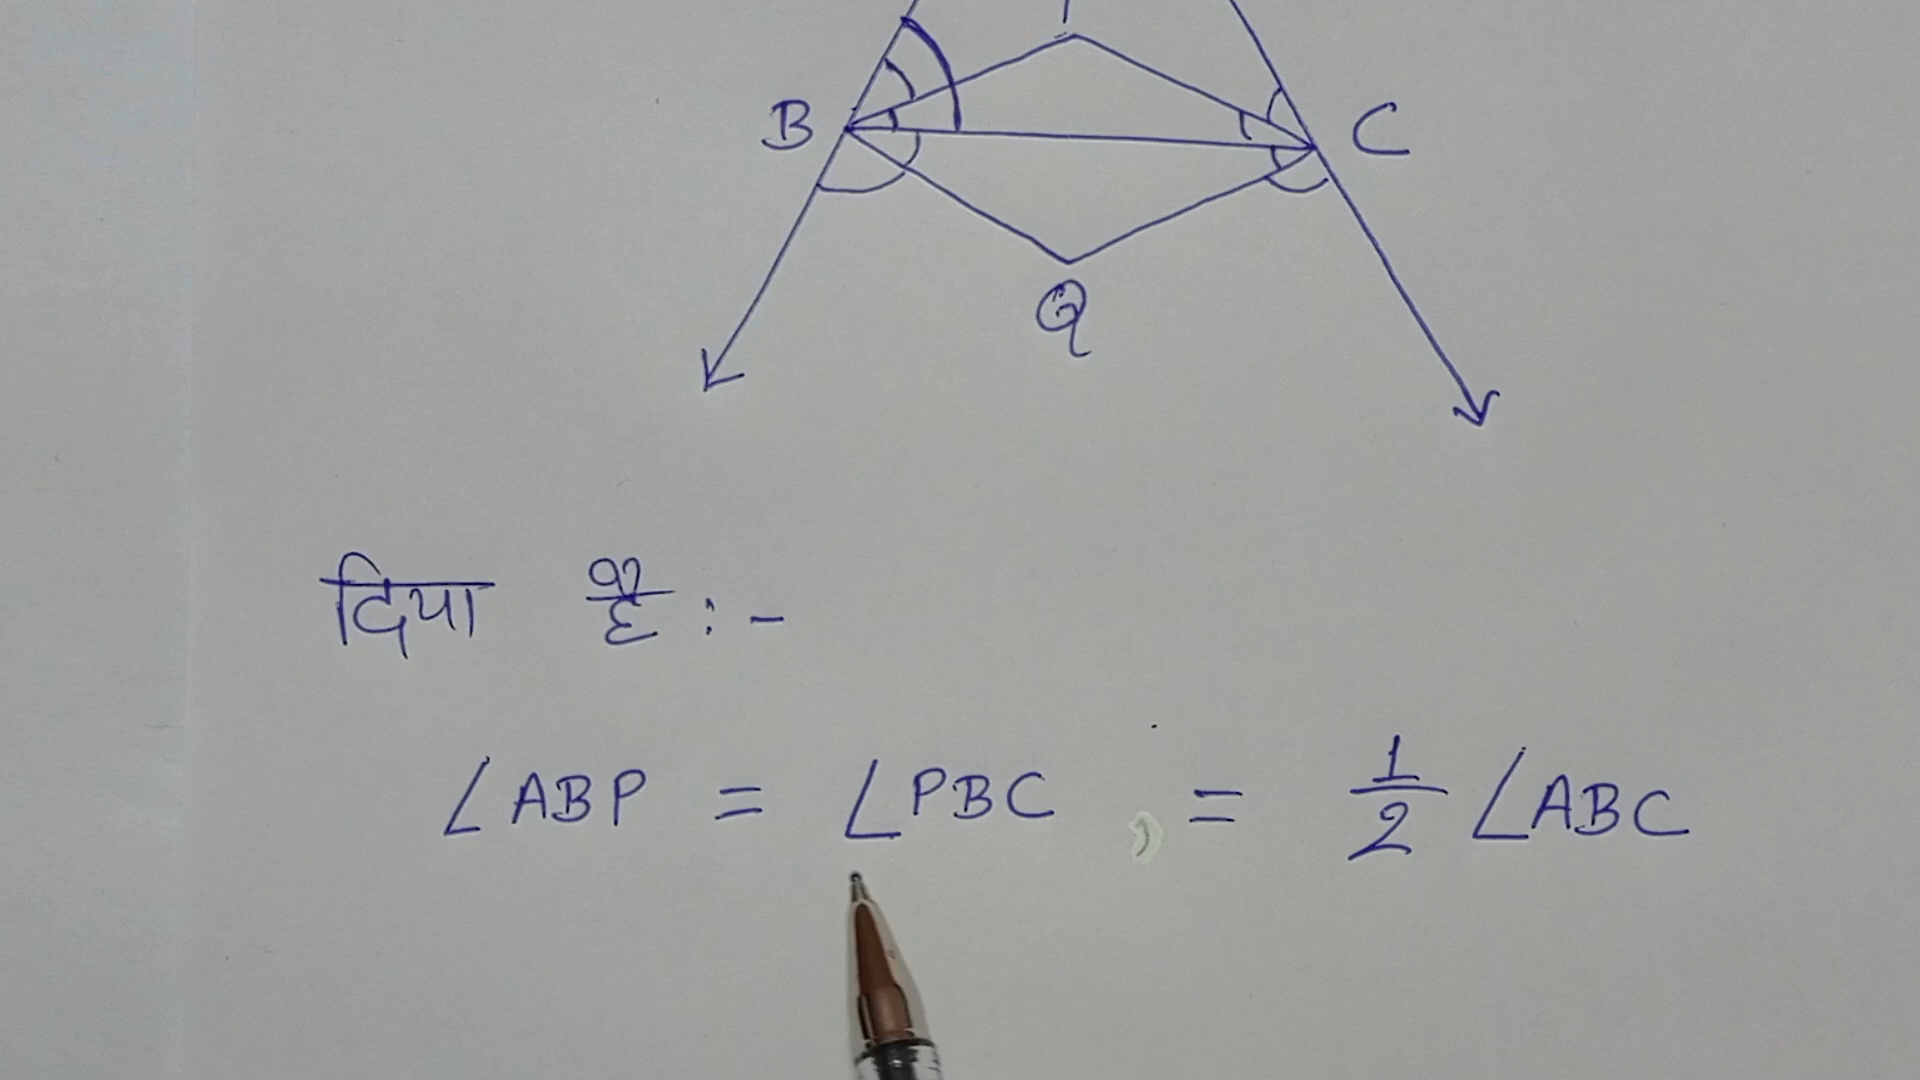 B C
Q
दिया है :-
∠ABP = ∠PBC , = 1/2 ∠ABC